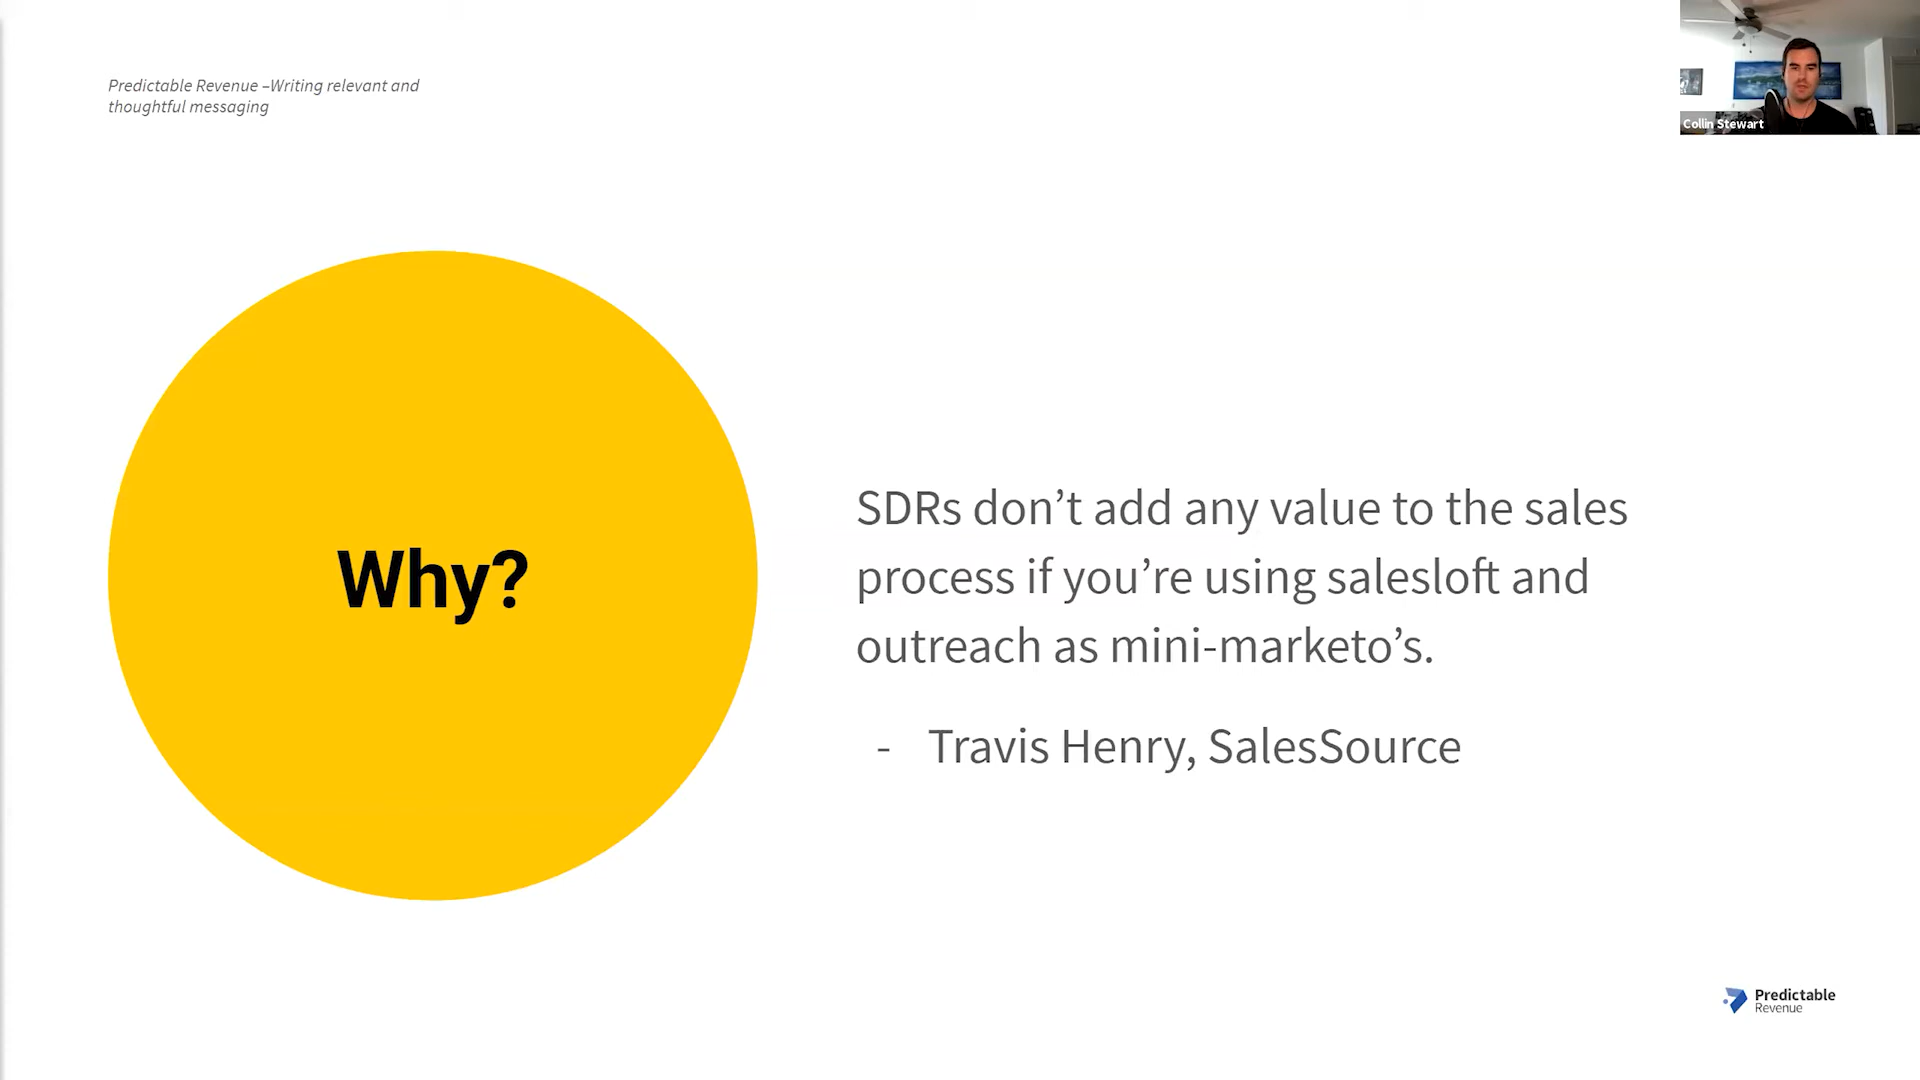 Predictable Revenue –Writing relevant and
thoughtful messaging
Collin Stewart
Why?
SDRs don’t add any value to the sales
process if you’re using salesloft and
outreach as mini-marketo’s.
- Travis Henry, SalesSource
Predictable
Revenue